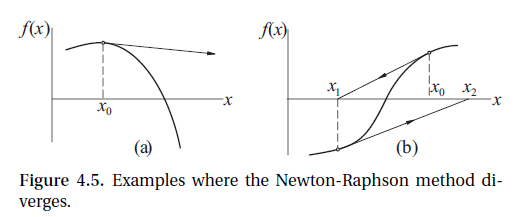 f(x) f(x)
x₁ x₀ x₂
x₀ x x
(a) (b)
Figure 4.5. Examples where the Newton-Raphson method di-
verges.